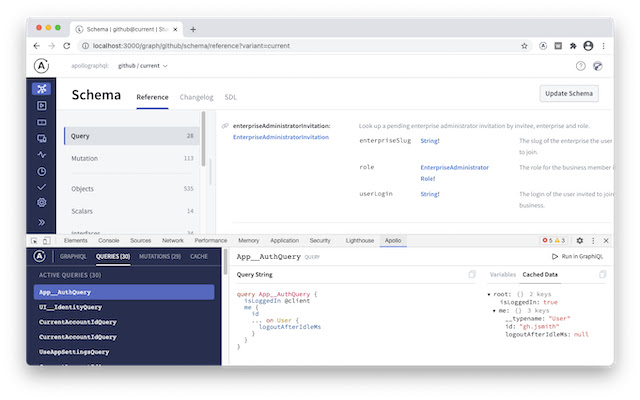 Schema | github@current | Sha
localhost:3000/graph/github/schema/reference?variant=current
apollographql: github / current
Schema Reference Changelog SDL Update Schema
Query 28
Mutation 113
Objects 535
Scalars 14
Interfaces
enterpriseAdministratorInvitation:
EnterpriseAdministratorInvitation
Look up a pending enterprise administrator invitation by invitee, enterprise and role.
enterpriseSlug String! The slug of the enterprise the user
to join.
role EnterpriseAdministrator The role for the business member i
Role!
userLogin String! The login of the user invited to join
business.
Elements Console Sources Network Performance Memory Application Security Lighthouse Apollo 5 3
GRAPHIQL QUERIES (30) MUTATIONS (29) CACHE
ACTIVE QUERIES (30)
App__AuthQuery
UI__IdentityQuery
CurrentAccountIdQuery
CurrentAccountIdQuery
UseAppSettingsQuery
CurrentAccountIdQuery
App__AuthQuery QUERY Run in GraphiQL
Query String
query App__AuthQuery {
isLoggedIn @client
me {
id
... on User {
logoutAfterIdleMs
}
}
}
Variables Cached Data
root: {} 2 keys
isLoggedIn: true
me: {} 3 keys
__typename: "User"
id: "gh.jsmith"
logoutAfterIdleMs: null